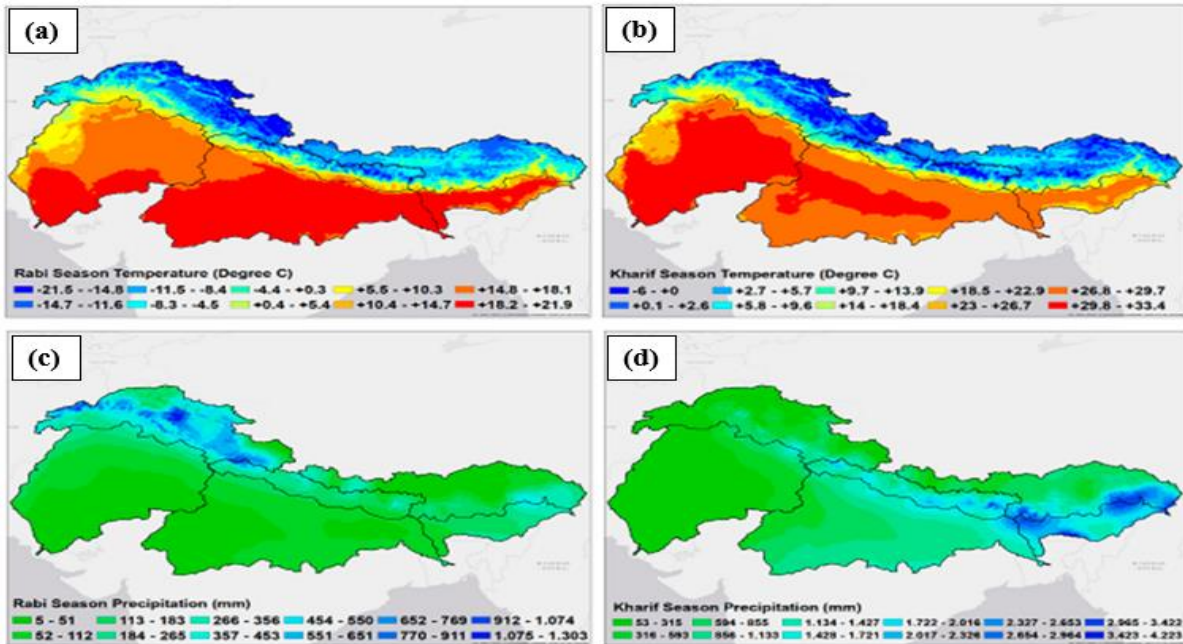 (a)
Rabi Season Temperature (Degree C)
-21.5 - -14.8 -11.5 - -8.4 -4.4 - +0.3 +5.5 - +10.3 +14.8 - +18.1
-14.7 - -11.6 -8.3 - -4.5 +0.4 - +5.4 +10.4 - +14.7 +18.2 - +21.9
(b)
Kharif Season Temperature (Degree C)
-6 - +0 +2.7 - +5.7 +9.7 - +13.9 +18.5 - +22.9 +26.8 - +29.7
+0.1 - +2.6 +5.8 - +9.6 +14 - +18.4 +23 - +26.7 +29.8 - +33.4
(c)
Rabi Season Precipitation (mm)
5 - 51 113 - 183 266 - 356 454 - 550 652 - 769 912 - 1.074
52 - 112 184 - 265 357 - 453 551 - 651 770 - 911 1.075 - 1.303
(d)
Kharif Season Precipitation (mm)
53 - 315 594 - 855 1.134 - 1.427 1.722 - 2.016 2.327 - 2.653 2.965 - 3.422
316 - 593 856 - 1.133 1.428 - 1.721 2.017 - 2.326